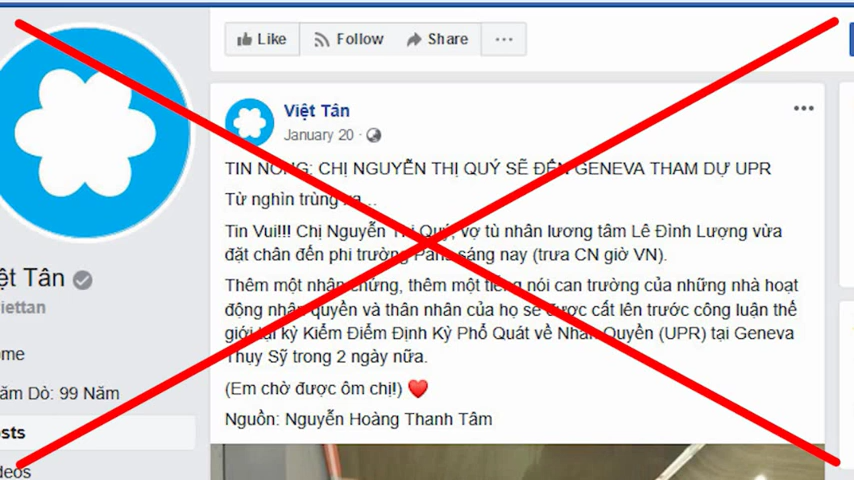 Like
Follow
Share
Việt Tân
January 20
TIN NÓNG: CHỊ NGUYỄN THỊ QUÝ SẼ ĐẾN GENEVA THAM DỰ UPR
Từ nghìn trùng xa...
Tin Vui!!! Chị Nguyễn Thị Quý, vợ tù nhân lương tâm Lê Đình Lượng vừa
đặt chân đến phi trường Paris sáng nay (trưa CN giờ VN).
Thêm một nhân chứng, thêm một tiếng nói can trường của những nhà hoạt
động nhân quyền và thân nhân của họ sẽ được cất lên trước công luận thế
giới tại kỳ Kiểm Điểm Định Kỳ Phổ Quát về Nhân Quyền (UPR) tại Geneva
Thụy Sỹ trong 2 ngày nữa.
(Em chờ được ôm chị!) ❤️
Nguồn: Nguyễn Hoàng Thanh Tâm
ệt Tân
iettan
ome
ăm Dò: 99 Năm
sts
deos